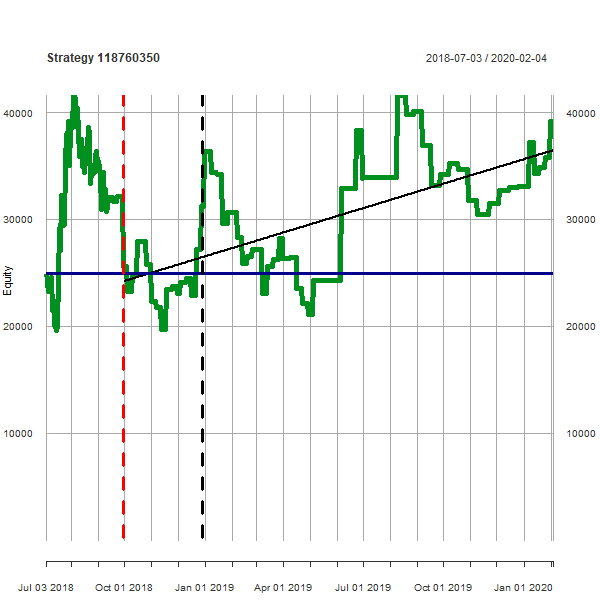 Strategy 118760350
2018-07-03 / 2020-02-04
40000
40000
30000
30000
Equity
20000
20000
10000
10000
Jul 03 2018
Oct 01 2018
Jan 01 2019
Apr 01 2019
Jul 01 2019
Oct 01 2019
Jan 01 2020